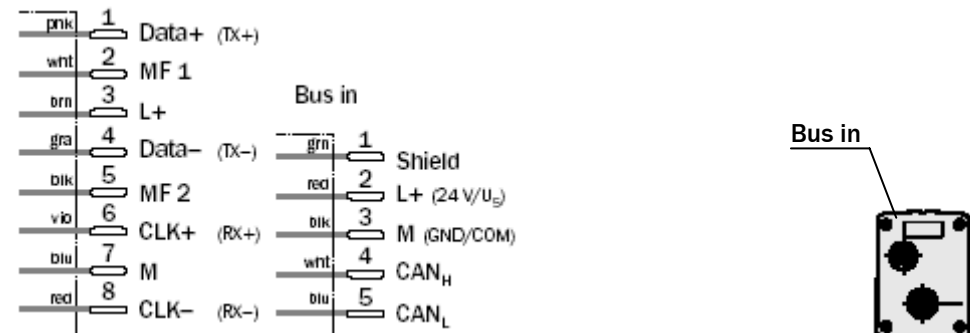 pnk 1 Data+ (TX+)
wht 2 MF 1
brn 3 L+
gra 4 Data– (TX–)
blk 5 MF 2
vio 6 CLK+ (RX+)
blu 7 M
red 8 CLK– (RX–)
Bus in
grn 1 Shield
red 2 L+ (24 V/US)
blk 3 M (GND/COM)
wht 4 CANH
blu 5 CANL
Bus in